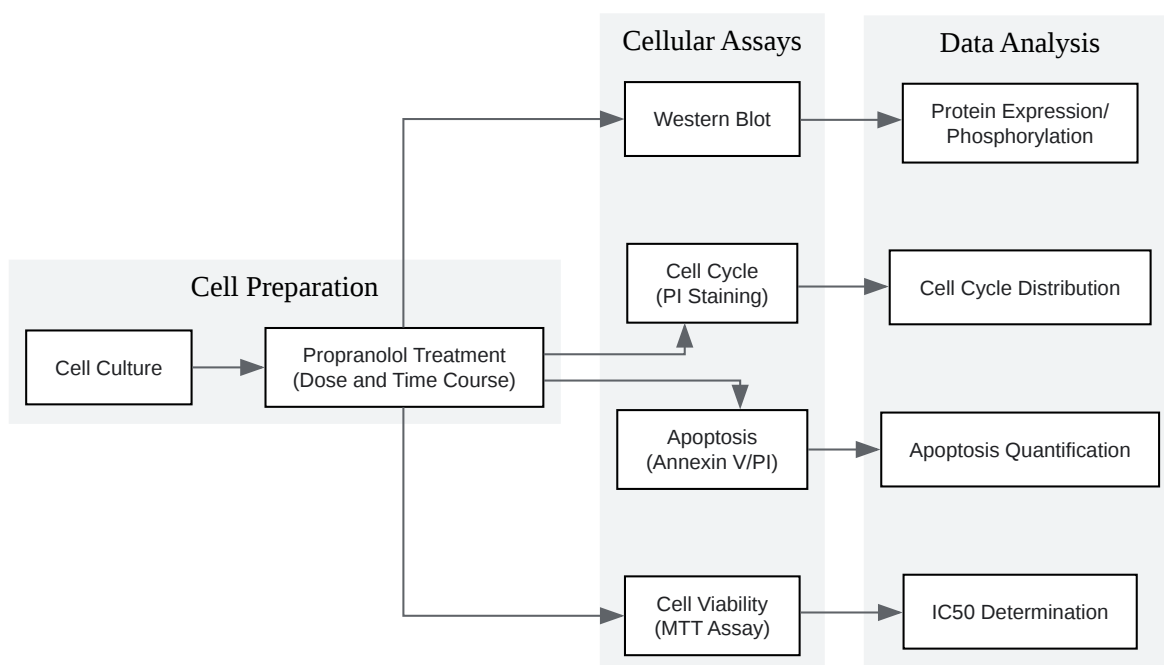 Cell Preparation
Cell Culture
Propranolol Treatment
(Dose and Time Course)
Cellular Assays
Western Blot
Cell Cycle
(PI Staining)
Apoptosis
(Annexin V/PI)
Cell Viability
(MTT Assay)
Data Analysis
Protein Expression/
Phosphorylation
Cell Cycle Distribution
Apoptosis Quantification
IC50 Determination